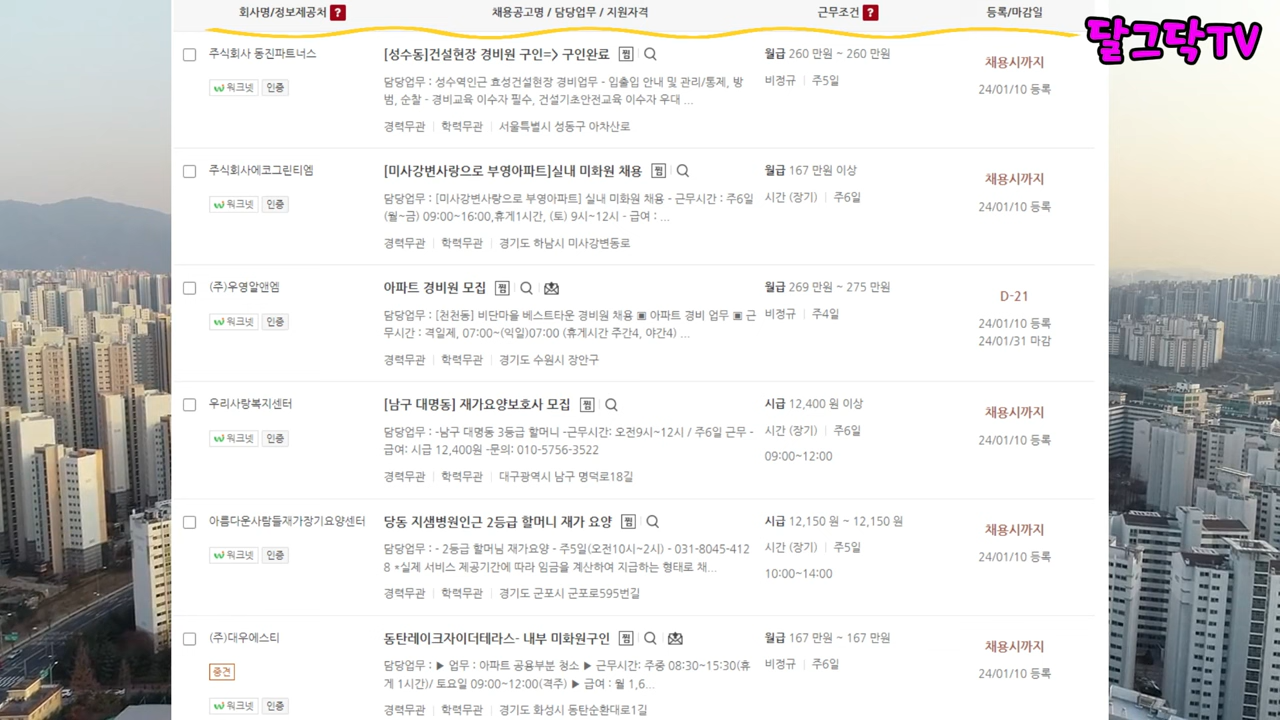 회사명/정보제공처 ? 채용공고명 / 담당업무 / 지원자격 근무조건 ? 등록/마감일
달그닥TV
주식회사 동진파트너스
워크넷 인증
[성수동]건설현장 경비원 구인=> 구인완료 찜
담당업무 : 성수역인근 효성건설현장 경비업무 - 입출입 안내 및 관리/통제, 방
범, 순찰 - 경비교육 이수자 필수, 건설기초안전교육 이수자 우대 ...
경력무관 학력무관 서울특별시 성동구 아차산로
월급 260 만원 ~ 260 만원
비정규 주5일
채용시까지
24/01/10 등록
주식회사에코그린티엠
워크넷 인증
[미사강변사랑으로 부영아파트]실내 미화원 채용 찜
담당업무 : [미사강변사랑으로 부영아파트] 실내 미화원 채용 - 근무시간 : 주6일
(월~금) 09:00~16:00,휴게1시간, (토) 9시~12시 - 급여 : ...
경력무관 학력무관 경기도 하남시 미사강변동로
월급 167 만원 이상
시간 (장기) 주6일
채용시까지
24/01/10 등록
(주)우영알앤엠
워크넷 인증
아파트 경비원 모집 찜
담당업무 : [천천동] 비단마을 베스트타운 경비원 채용 ▣ 아파트 경비 업무 ▣ 근
무시간 : 격일제, 07:00~(익일)07:00 (휴게시간 주간4, 야간4) ...
경력무관 학력무관 경기도 수원시 장안구
월급 269 만원 ~ 275 만원
비정규 주4일
D-21
24/01/10 등록
24/01/31 마감
우리사랑복지센터
워크넷 인증
[남구 대명동] 재가요양보호사 모집 찜
담당업무 : -남구 대명동 3등급 할머니 -근무시간: 오전9시~12시 / 주6일 근무 -
급여: 시급 12,400원 -문의: 010-5756-3522
경력무관 학력무관 대구광역시 남구 명덕로18길
시급 12,400 원 이상
시간 (장기) 주6일
09:00~12:00
채용시까지
24/01/10 등록
아름다운사람들재가장기요양센터
워크넷 인증
당동 지샘병원인근 2등급 할머니 재가 요양 찜
담당업무 : - 2등급 할머님 재가요양 - 주5일(오전10시~2시) - 031-8045-412
8 *실제 서비스 제공기간에 따라 임금을 계산하여 지급하는 형태로 채...
경력무관 학력무관 경기도 군포시 군포로595번길
시급 12,150 원 ~ 12,150 원
시간 (장기) 주5일
10:00~14:00
채용시까지
24/01/10 등록
(주)대우에스티
중견
워크넷 인증
동탄레이크자이더테라스- 내부 미화원구인 찜
담당업무 : ▶ 업무 : 아파트 공용부분 청소 ▶ 근무시간: 주중 08:30~15:30(휴
게 1시간)/ 토요일 09:00~12:00(격주) ▶ 급여 : 월 1,6...
경력무관 학력무관 경기도 화성시 동탄순환대로1길
월급 167 만원 ~ 167 만원
비정규 주6일
채용시까지
24/01/10 등록